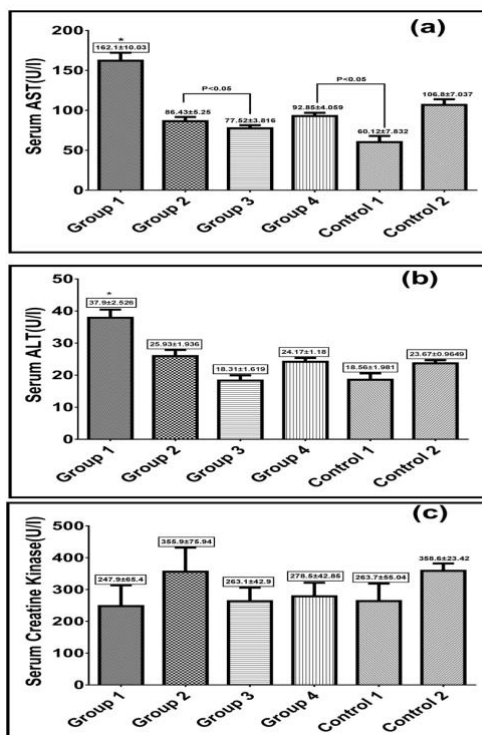 (a)
Serum AST(U/l)
200
150
100
50
0
*
162.1±10.03
86.43±5.25
P<0.05
77.52±3.816
92.85±4.059
P<0.05
60.12±7.832
106.8±7.037
Group 1
Group 2
Group 3
Group 4
Control 1
Control 2
(b)
Serum ALT(U/l)
50
40
30
20
10
0
*
37.9±2.526
25.93±1.936
18.31±1.619
24.17±1.18
18.56±1.981
23.67±0.9649
Group 1
Group 2
Group 3
Group 4
Control 1
Control 2
(c)
Serum Creatine Kinase(U/l)
500
400
300
200
100
0
247.9±65.4
355.9±75.94
263.1±42.9
278.5±42.85
263.7±55.04
358.6±23.42
Group 1
Group 2
Group 3
Group 4
Control 1
Control 2